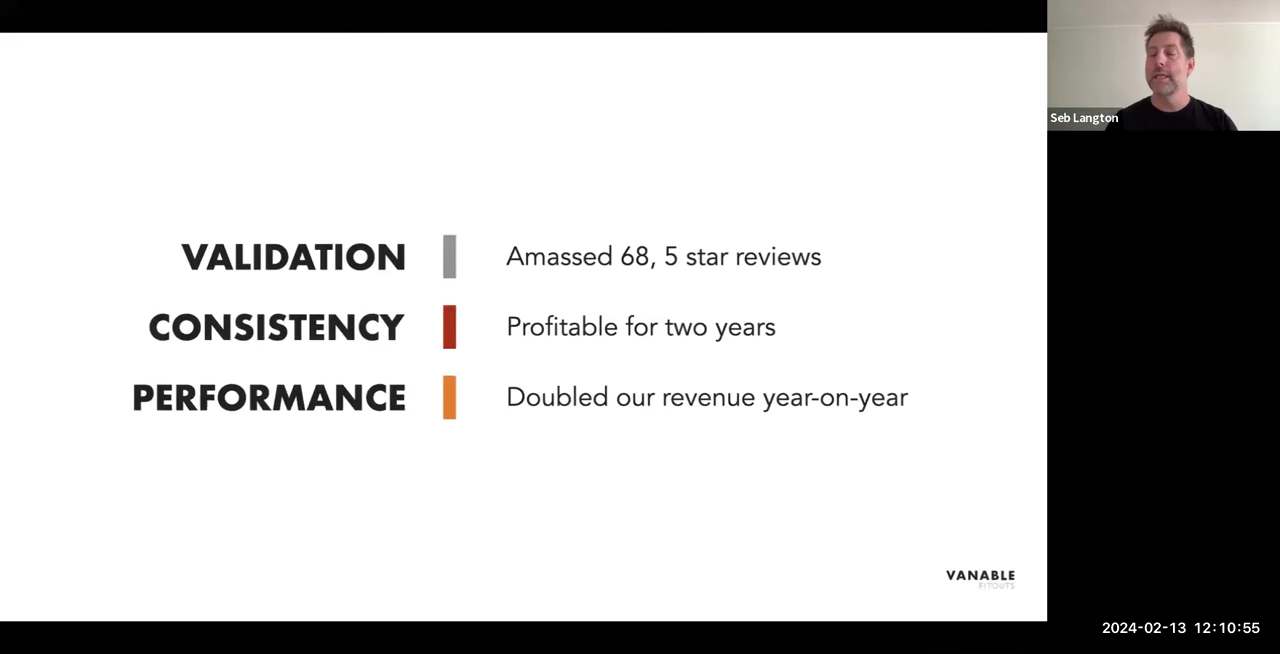 VALIDATION Amassed 68, 5 star reviews
CONSISTENCY Profitable for two years
PERFORMANCE Doubled our revenue year-on-year
VANABLE
FITOUTS
Seb Langton
2024-02-13 12:10:55